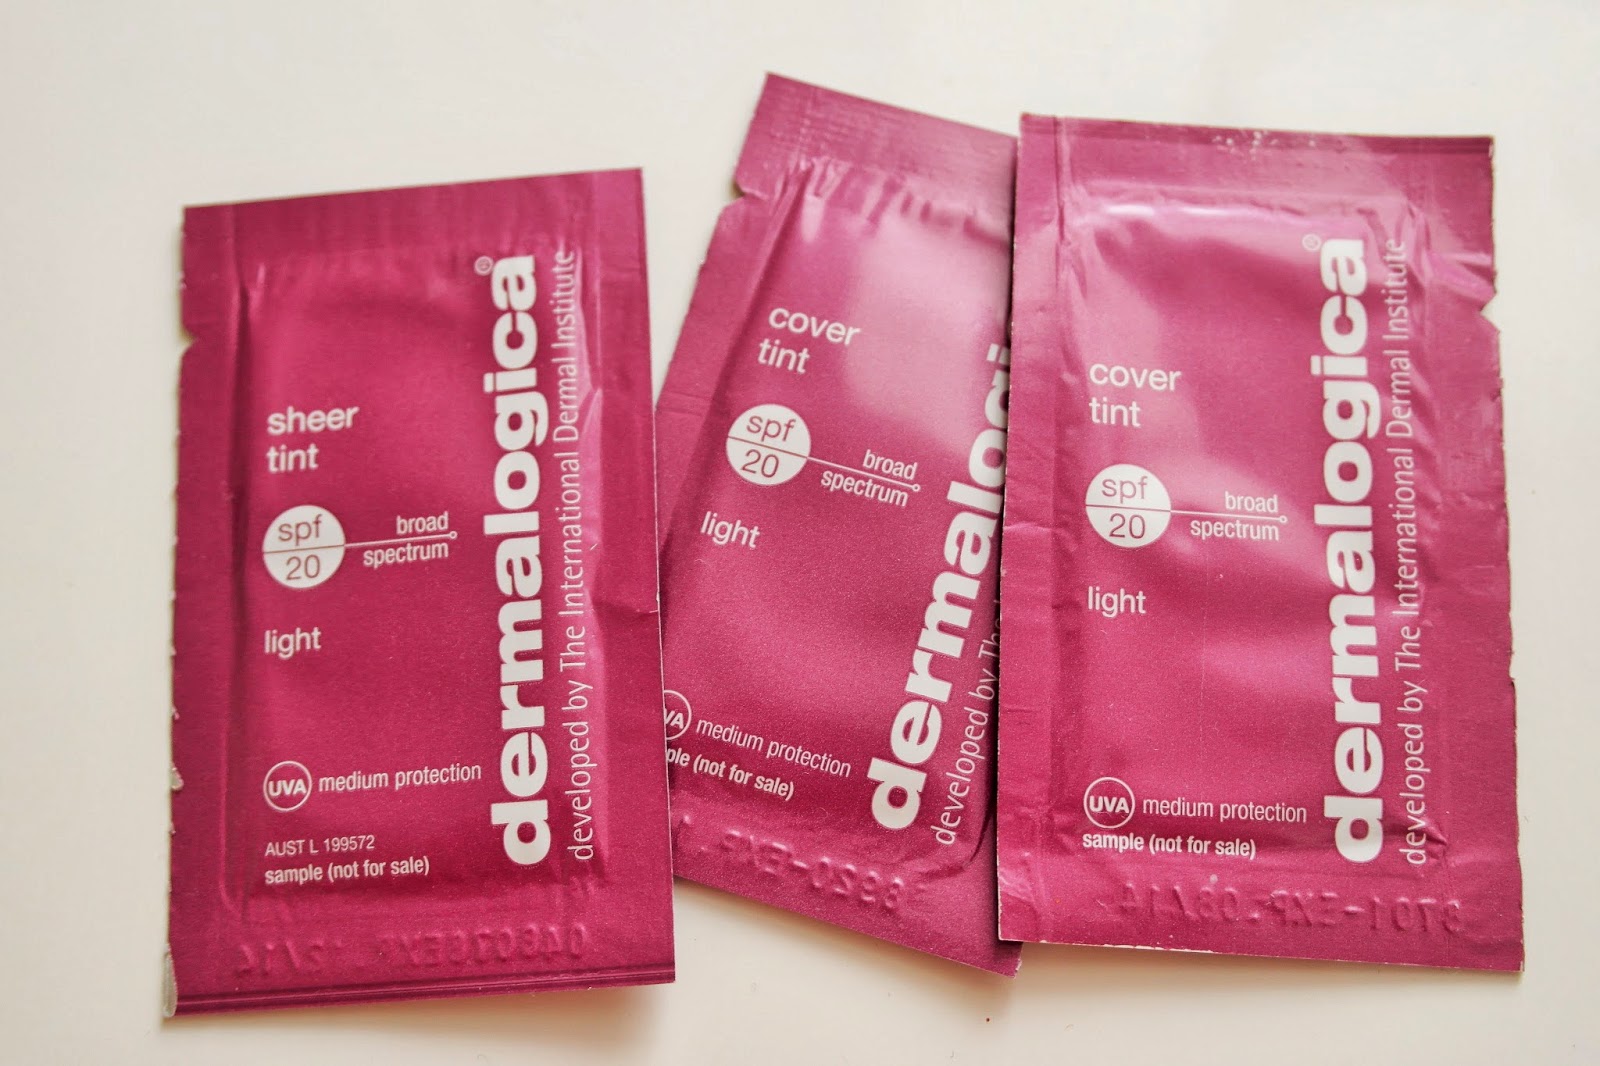 sheer
tint
spf
20
broad
spectrum
light
UVA medium protection
AUST L 199572
sample (not for sale)
dermalogica®
developed by The International Dermal Institute
cover
tint
spf
20
broad
spectrum
light
medium protection
(not for sale)
developed by The
cover
tint
spf
20
broad
spectrum
light
UVA medium protection
sample (not for sale)
dermalogica®
developed by The International Dermal Institute